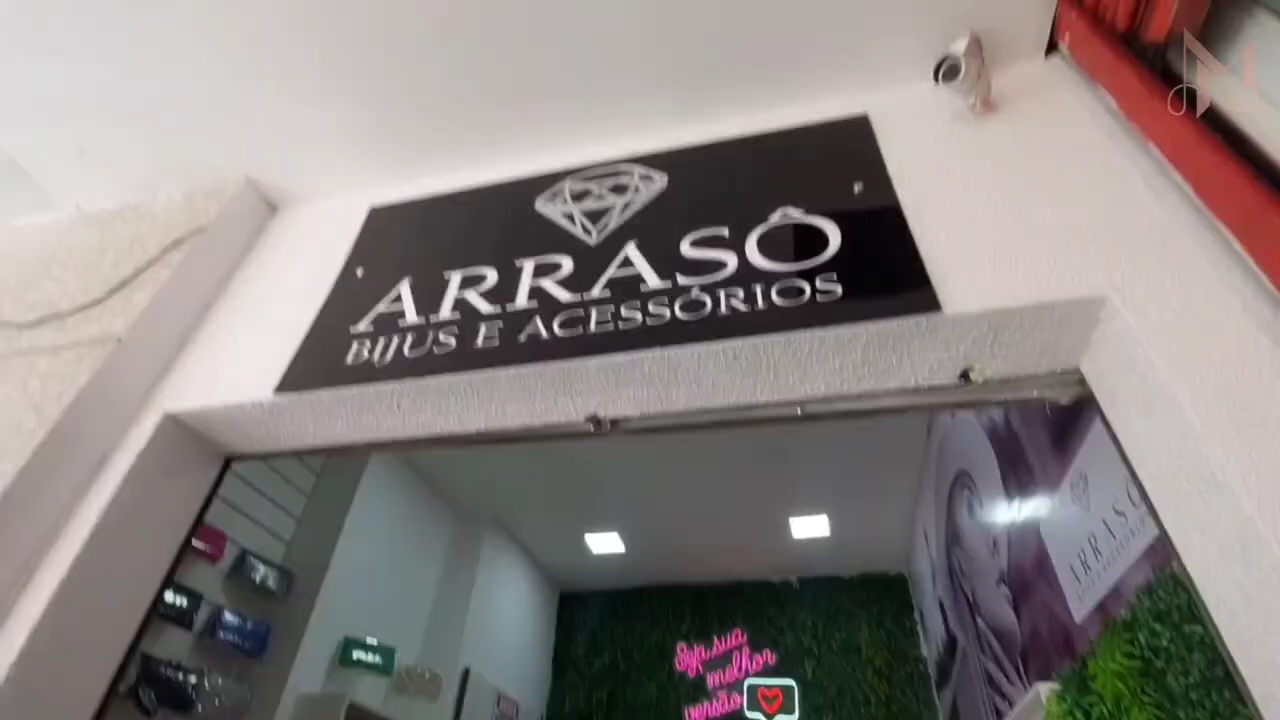 ARRASÔ
BIJUS E ACESSÓRIOS
Seja sua
melhor
versão
ARRASÔ